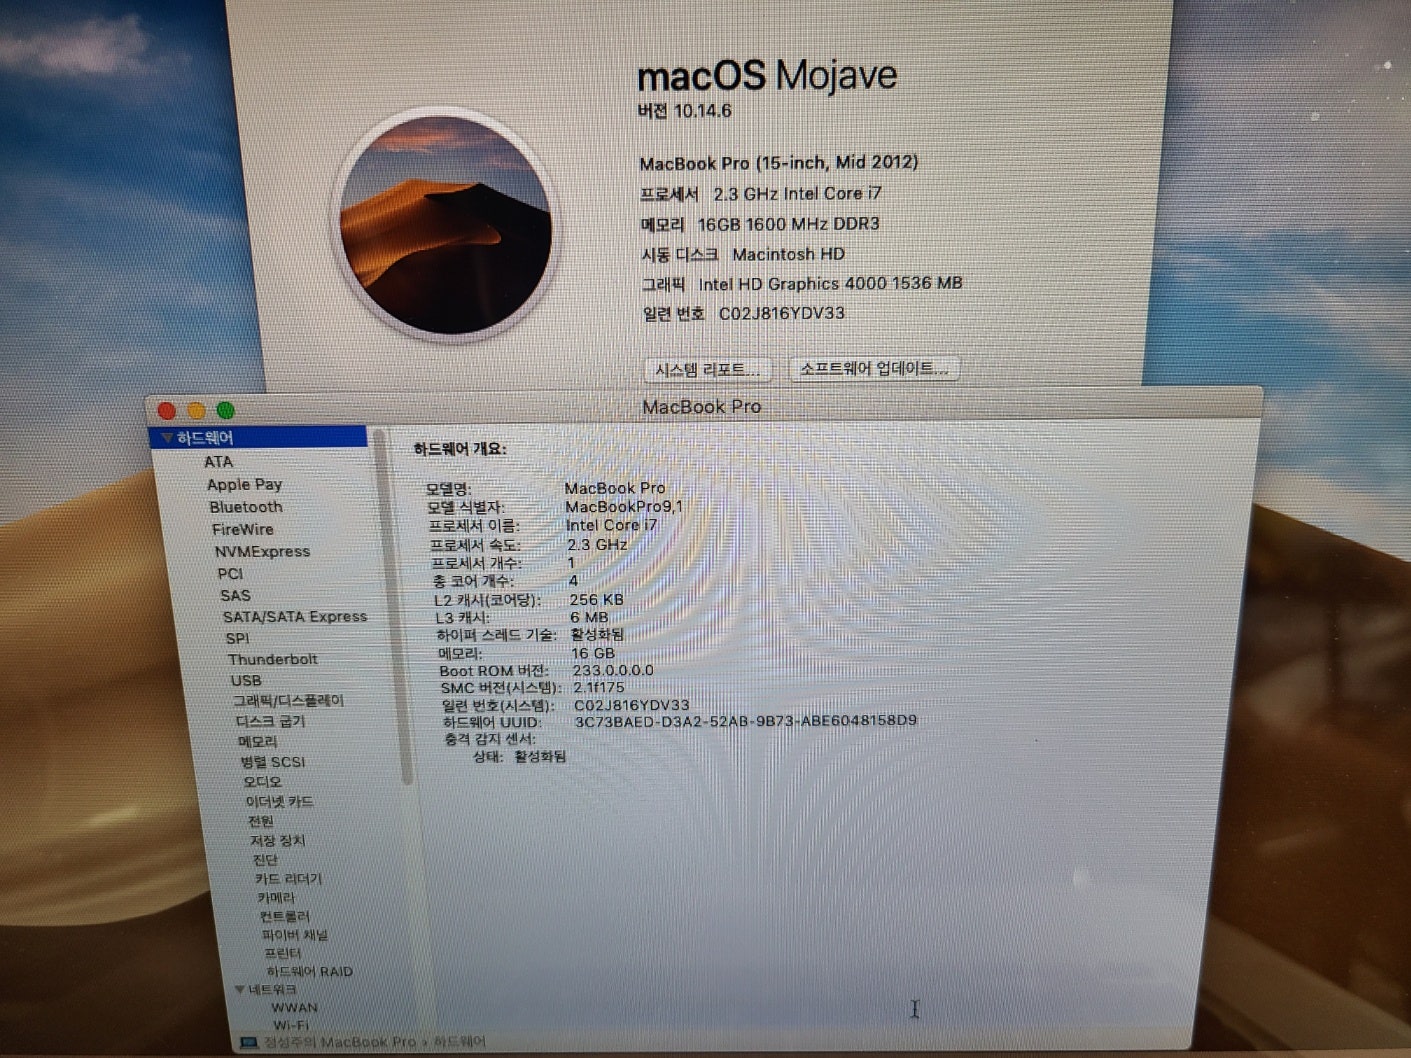 macOS Mojave
버전 10.14.6
MacBook Pro (15-inch, Mid 2012)
프로세서 2.3 GHz Intel Core i7
메모리 16GB 1600 MHz DDR3
시동 디스크 Macintosh HD
그래픽 Intel HD Graphics 4000 1536 MB
일련 번호 C02J816YDV33
시스템 리포트... 소프트웨어 업데이트...
MacBook Pro
하드웨어
ATA
Apple Pay
Bluetooth
FireWire
NVMExpress
PCI
SAS
SATA/SATA Express
SPI
Thunderbolt
USB
그래픽/디스플레이
디스크 굽기
메모리
병렬 SCSI
오디오
이더넷 카드
전원
저장 장치
진단
카드 리더기
카메라
컨트롤러
파이버 채널
프린터
하드웨어 RAID
네트워크
WWAN
Wi-Fi
하드웨어 개요:
모델명: MacBook Pro
모델 식별자: MacBookPro9,1
프로세서 이름: Intel Core i7
프로세서 속도: 2.3 GHz
프로세서 개수: 1
총 코어 개수: 4
L2 캐시(코어당): 256 KB
L3 캐시: 6 MB
하이퍼 스레드 기술: 활성화됨
메모리: 16 GB
Boot ROM 버전: 233.0.0.0.0
SMC 버전(시스템): 2.1f175
일련 번호(시스템): C02J816YDV33
하드웨어 UUID: 3C73BAED-D3A2-52AB-9B73-ABE6048158D9
충격 감지 센서:
상태: 활성화됨
정성주의 MacBook Pro › 하드웨어